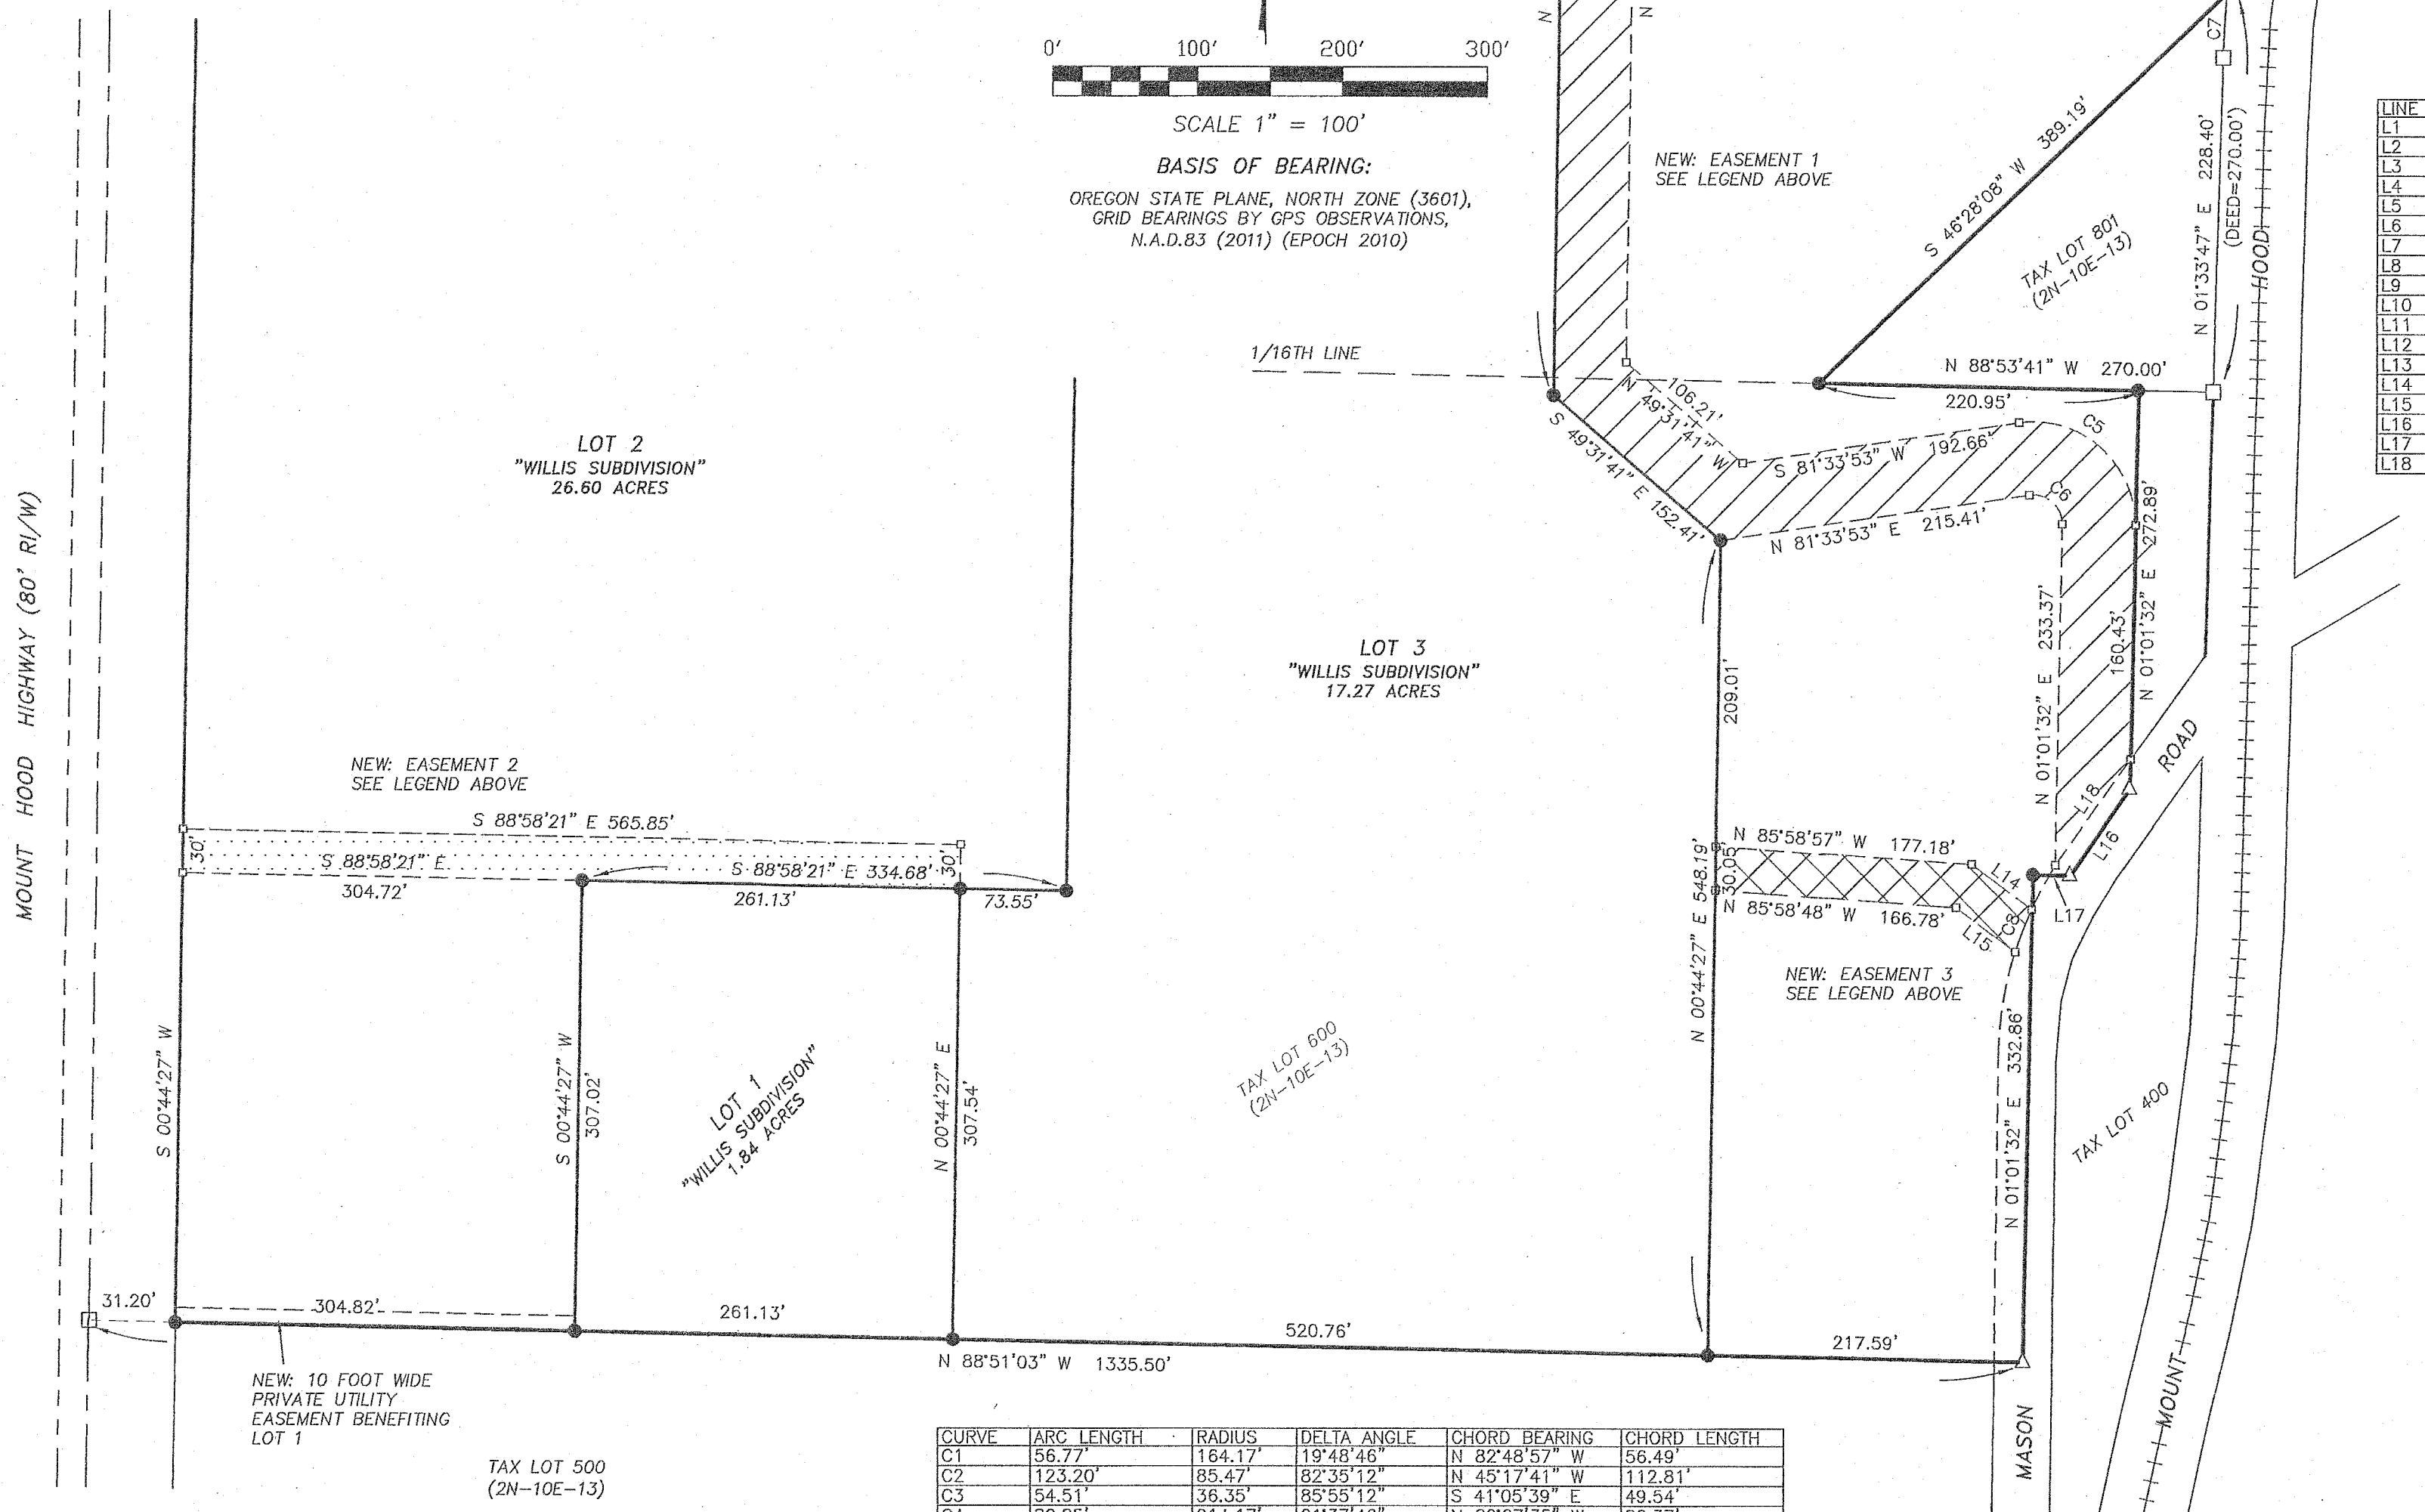 0' 100' 200' 300'
SCALE 1" = 100'
BASIS OF BEARING:
OREGON STATE PLANE, NORTH ZONE (3601),
GRID BEARINGS BY GPS OBSERVATIONS,
N.A.D.83 (2011) (EPOCH 2010)
N
N
NEW: EASEMENT 1
SEE LEGEND ABOVE
S 46°28'08" W 389.19'
TAX LOT 801
(2N-10E-13)
C7
N 01°33'47" E 228.40'
(DEED=270.00')
HOOD
LINE
L1
L2
L3
L4
L5
L6
L7
L8
L9
L10
L11
L12
L13
L14
L15
L16
L17
L18
1/16TH LINE
N 88°53'41" W 270.00'
220.95'
106.21'
N 49°31'41" W
S 49°31'41" E 152.41'
S 81°33'53" W 192.66'
C5
C6
N 81°33'53" E 215.41'
272.89'
N 01°01'32" E
160.43'
N 01°01'32" E 233.37'
LOT 2
"WILLIS SUBDIVISION"
26.60 ACRES
MOUNT HOOD HIGHWAY (80' RI/W)
LOT 3
"WILLIS SUBDIVISION"
17.27 ACRES
209.01'
ROAD
L18
L16
NEW: EASEMENT 2
SEE LEGEND ABOVE
S 88°58'21" E 565.85'
30'
S 88°58'21" E
304.72'
S 88°58'21" E 334.68'
30'
261.13'
73.55'
N 85°58'57" W 177.18'
30.05'
N 85°58'48" W 166.78'
L14
L15
C8
L17
N 00°44'27" E 548.19'
NEW: EASEMENT 3
SEE LEGEND ABOVE
N 01°01'32" E 332.86'
S 00°44'27" W
S 00°44'27" W
307.02'
LOT 1
"WILLIS SUBDIVISION"
1.84 ACRES
N 00°44'27" E
307.54'
TAX LOT 600
(2N-10E-13)
TAX LOT 400
31.20'
304.82'
261.13'
520.76'
217.59'
N 88°51'03" W 1335.50'
NEW: 10 FOOT WIDE
PRIVATE UTILITY
EASEMENT BENEFITING
LOT 1
TAX LOT 500
(2N-10E-13)
MASON
MOUNT
CURVE ARC LENGTH RADIUS DELTA ANGLE CHORD BEARING CHORD LENGTH
C1 56.77' 164.17' 19°48'46" N 82°48'57" W 56.49'
C2 123.20' 85.47' 82°35'12" N 45°17'41" W 112.81'
C3 54.51' 36.35' 85°55'12" S 41°05'39" E 49.54'